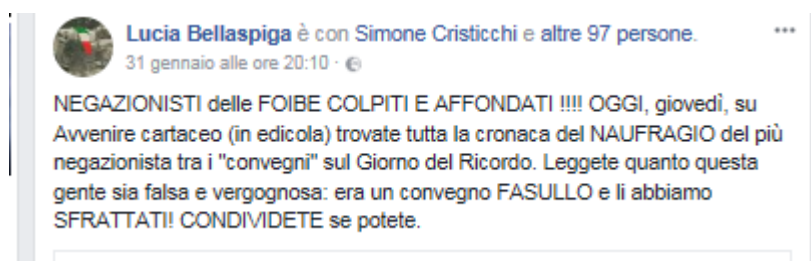 Lucia Bellaspiga è con Simone Cristicchi e altre 97 persone.
31 gennaio alle ore 20:10 ·
NEGAZIONISTI delle FOIBE COLPITI E AFFONDATI !!!! OGGI, giovedì, su
Avvenire cartaceo (in edicola) trovate tutta la cronaca del NAUFRAGIO del più
negazionista tra i "convegni" sul Giorno del Ricordo. Leggete quanto questa
gente sia falsa e vergognosa: era un convegno FASULLO e li abbiamo
SFRATTATI! CONDIVIDETE se potete.